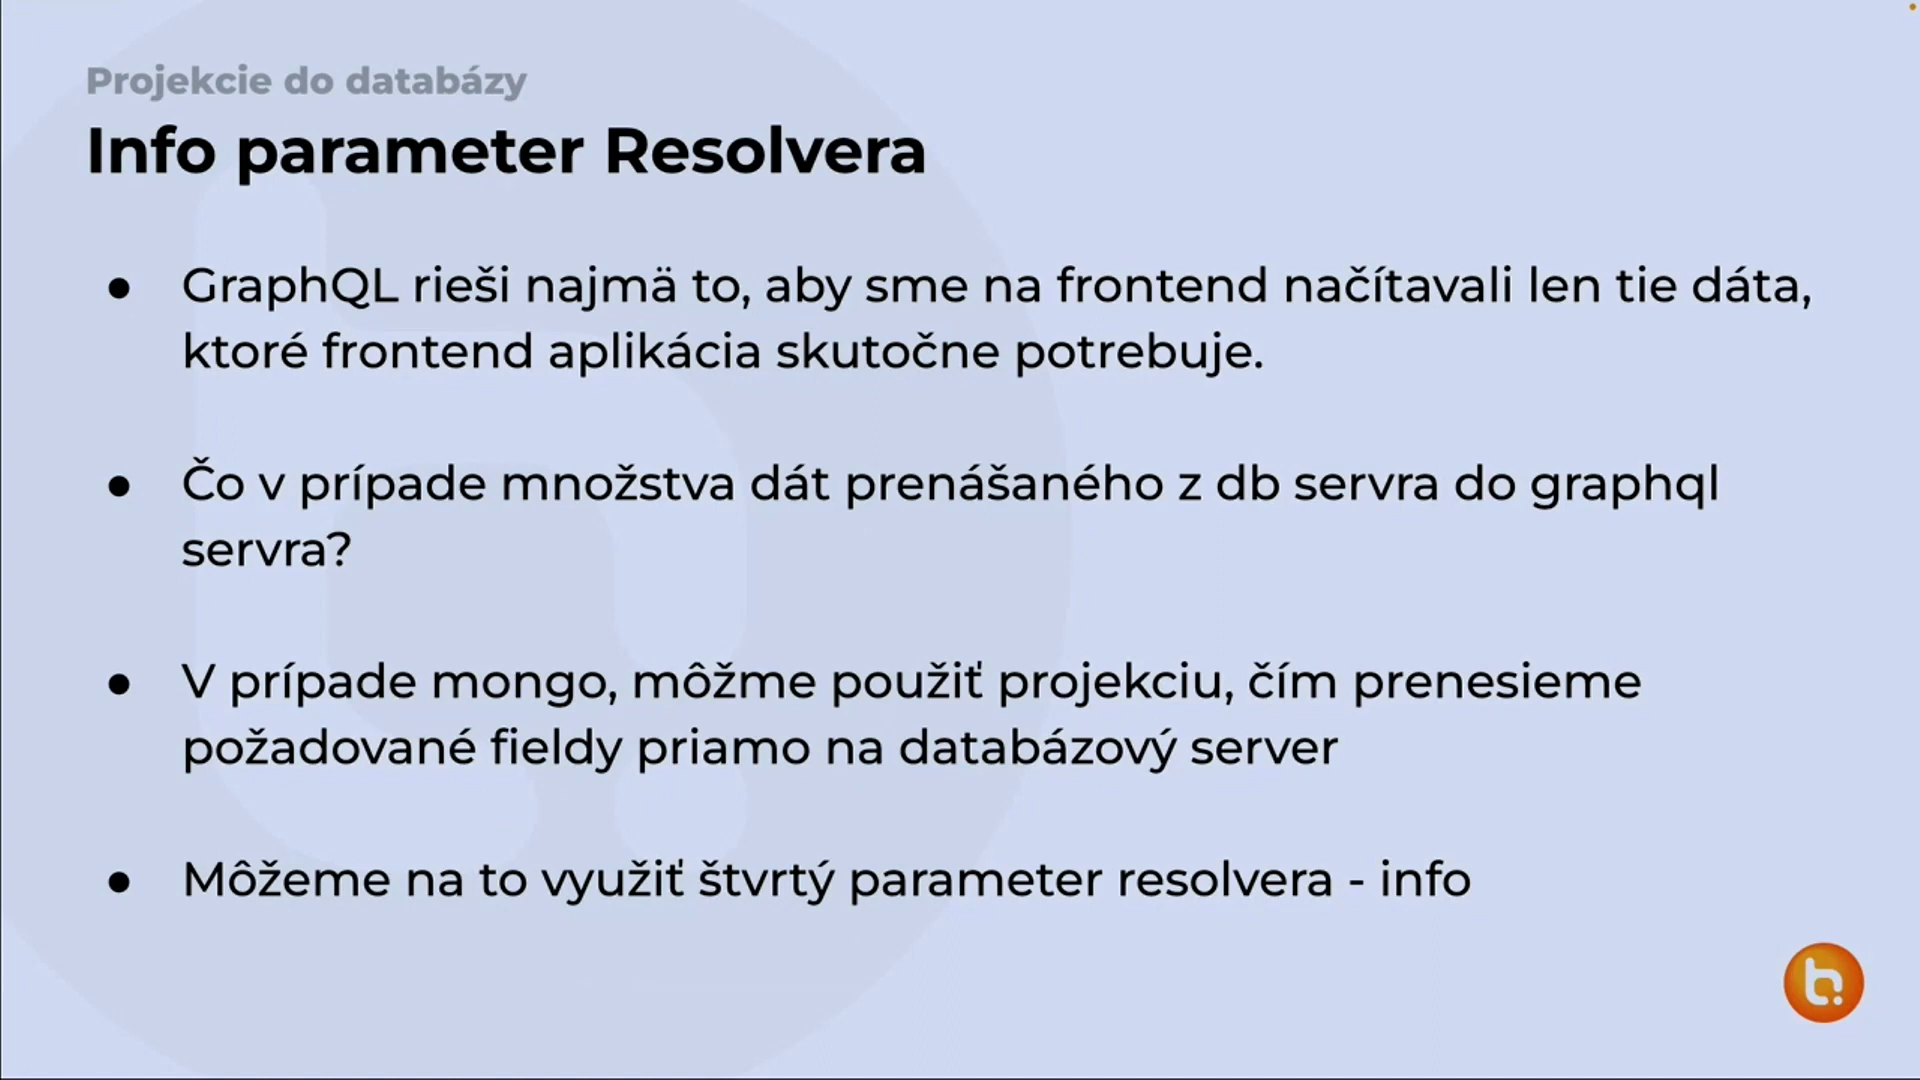 Projekcie do databázy
Info parameter Resolvera
● GraphQL rieši najmä to, aby sme na frontend načítavali len tie dáta,
ktoré frontend aplikácia skutočne potrebuje.
● Čo v prípade množstva dát prenášaného z db servra do graphql
servra?
● V prípade mongo, môžme použiť projekciu, čím prenesieme
požadované fieldy priamo na databázový server
● Môžeme na to využiť štvrtý parameter resolvera - info